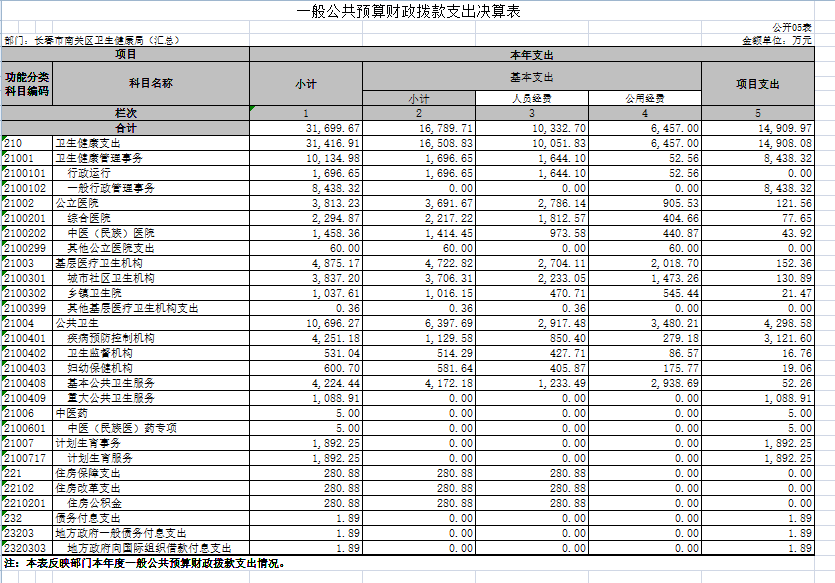 一般公共预算财政拨款支出决算表
公开05表
部门：长春市南关区卫生健康局（汇总） 金额单位：万元
项目 本年支出
功能分类科目编码 科目名称 小计 基本支出 项目支出
小计 人员经费 公用经费
栏次 1 2 3 4 5
合计 31,699.67 16,789.71 10,332.70 6,457.00 14,909.97
210 卫生健康支出 31,416.91 16,508.83 10,051.83 6,457.00 14,908.08
21001 卫生健康管理事务 10,134.98 1,696.65 1,644.10 52.56 8,438.32
2100101 行政运行 1,696.65 1,696.65 1,644.10 52.56 0.00
2100102 一般行政管理事务 8,438.32 0.00 0.00 0.00 8,438.32
21002 公立医院 3,813.23 3,691.67 2,786.14 905.53 121.56
2100201 综合医院 2,294.87 2,217.22 1,812.57 404.66 77.65
2100202 中医（民族）医院 1,458.36 1,414.45 973.58 440.87 43.92
2100299 其他公立医院支出 60.00 60.00 0.00 60.00 0.00
21003 基层医疗卫生机构 4,875.17 4,722.82 2,704.11 2,018.70 152.36
2100301 城市社区卫生机构 3,837.20 3,706.31 2,233.05 1,473.26 130.89
2100302 乡镇卫生院 1,037.61 1,016.15 470.71 545.44 21.47
2100399 其他基层医疗卫生机构支出 0.36 0.36 0.36 0.00 0.00
21004 公共卫生 10,696.27 6,397.69 2,917.48 3,480.21 4,298.58
2100401 疾病预防控制机构 4,251.18 1,129.58 850.40 279.18 3,121.60
2100402 卫生监督机构 531.04 514.29 427.71 86.57 16.76
2100403 妇幼保健机构 600.70 581.64 405.87 175.77 19.06
2100408 基本公共卫生服务 4,224.44 4,172.18 1,233.49 2,938.69 52.26
2100409 重大公共卫生服务 1,088.91 0.00 0.00 0.00 1,088.91
21006 中医药 5.00 0.00 0.00 0.00 5.00
2100601 中医（民族医）药专项 5.00 0.00 0.00 0.00 5.00
21007 计划生育事务 1,892.25 0.00 0.00 0.00 1,892.25
2100717 计划生育服务 1,892.25 0.00 0.00 0.00 1,892.25
221 住房保障支出 280.88 280.88 280.88 0.00 0.00
22102 住房改革支出 280.88 280.88 280.88 0.00 0.00
2210201 住房公积金 280.88 280.88 280.88 0.00 0.00
232 债务付息支出 1.89 0.00 0.00 0.00 1.89
23203 地方政府一般债务付息支出 1.89 0.00 0.00 0.00 1.89
2320303 地方政府向国际组织借款付息支出 1.89 0.00 0.00 0.00 1.89
注：本表反映部门本年度一般公共预算财政拨款支出情况。